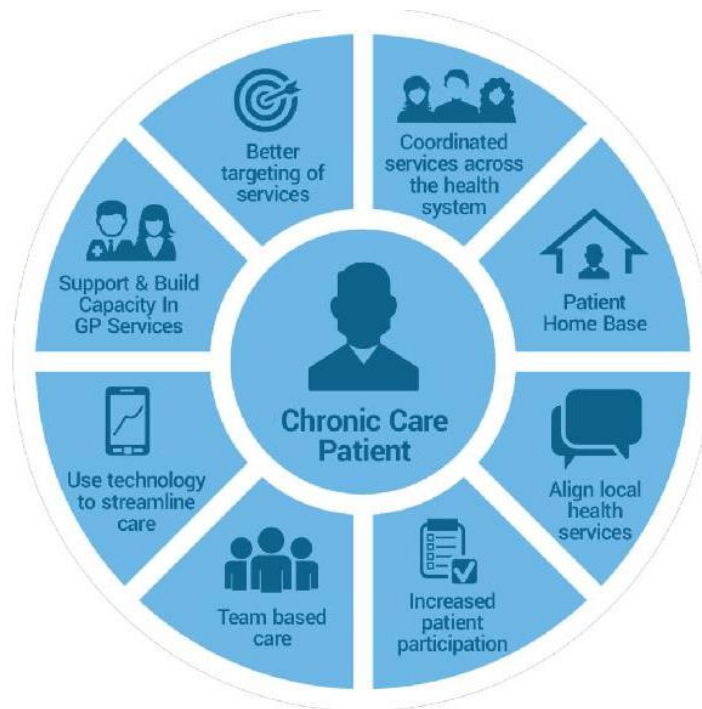 Better
targeting of
services
Coordinated
services across
the health
system
Patient
Home Base
Align local
health
services
Increased
patient
participation
Team based
care
Use technology
to streamline
care
Support & Build
Capacity In
GP Services
Chronic Care
Patient